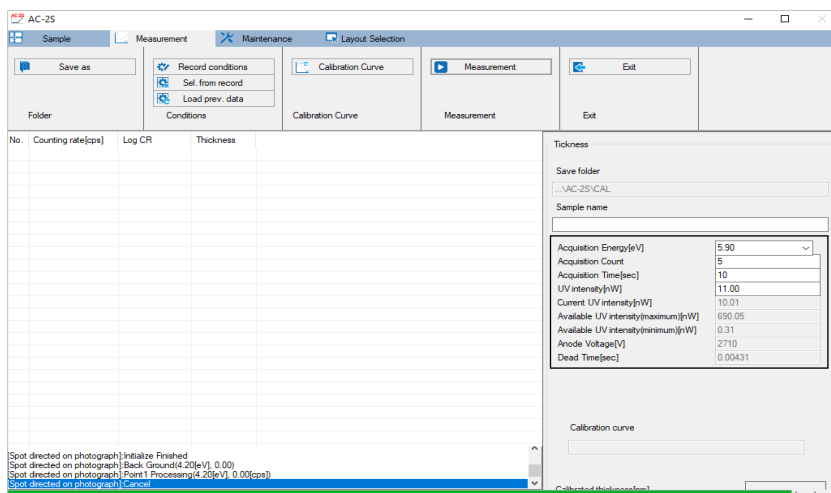 AC-2S AC-2S
Sample Measurement Maintenance Layout Selection
Save as Record conditions Calibration Curve Measurement Exit
Sel. from record
Load prev. data
Folder Conditions Calibration Curve Measurement Exit
No. Counting rate[cps] Log CR Thickness
Tickness
Save folder
...\AC-2S\CAL
Sample name
Acquisition Energy[eV] 5.90
Acquisition Count 5
Acquisition Time[sec] 10
UV intensity[nW] 11.00
Current UV intensity[nW] 10.01
Available UV intensity(maximum)[nW] 690.05
Available UV intensity(minimum)[nW] 0.31
Anode Voltage[V] 2710
Dead Time[sec] 0.00431
Calibration curve
[Spot directed on photograph]:Initialize Finished
[Spot directed on photograph]:Back Ground(4.20[eV], 0.00)
[Spot directed on photograph]:Point1 Processing(4.20[eV], 0.00[cps])
[Spot directed on photograph]:Cancel
Calibrated thickness[nm]